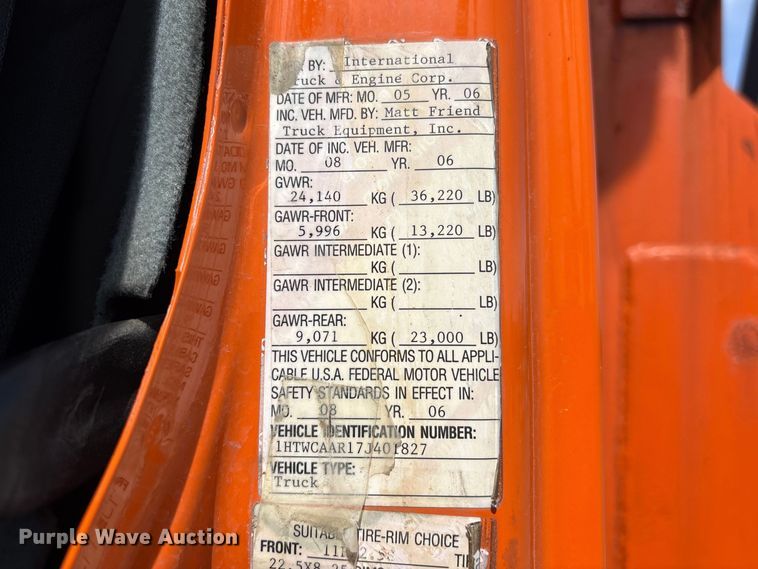 BY: International
Truck & Engine Corp.
DATE OF MFR: MO. 05 YR. 06
INC. VEH. MFD. BY: Matt Friend
Truck Equipment, Inc.
DATE OF INC. VEH. MFR:
MO. 08 YR. 06
GVWR:
24,140 KG ( 36,220 LB)
GAWR-FRONT:
5,996 KG ( 13,220 LB)
GAWR INTERMEDIATE (1):
KG ( LB)
GAWR INTERMEDIATE (2):
KG ( LB)
GAWR-REAR:
9,071 KG ( 23,000 LB)
THIS VEHICLE CONFORMS TO ALL APPLI-
CABLE U.S.A. FEDERAL MOTOR VEHICLE
SAFETY STANDARDS IN EFFECT IN:
MO. 08 YR. 06
VEHICLE IDENTIFICATION NUMBER:
1HTWCAAR17J401827
VEHICLE TYPE:
Truck
TIRE-RIM CHOICE
FRONT:
Purple Wave Auction®